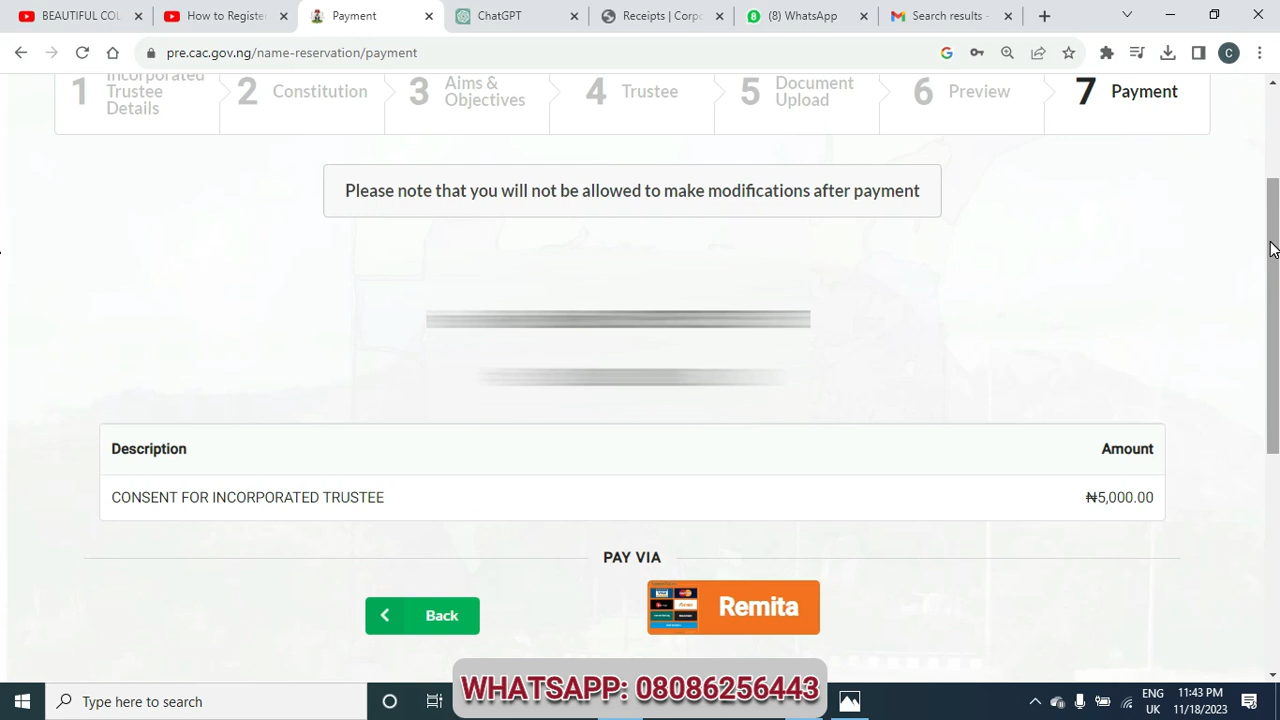 BEAUTIFUL COU
How to Register
Payment
ChatGPT
Receipts | Corpo
(8) WhatsApp
Search results -
pre.cac.gov.ng/name-reservation/payment
C
1 Incorporated Trustee Details
2 Constitution
3 Aims & Objectives
4 Trustee
5 Document Upload
6 Preview
7 Payment
Please note that you will not be allowed to make modifications after payment
Description Amount
CONSENT FOR INCORPORATED TRUSTEE ₦5,000.00
PAY VIA
Back
Remita
WHATSAPP: 08086256443
Type here to search
ENG
UK
11:43 PM
11/18/2023